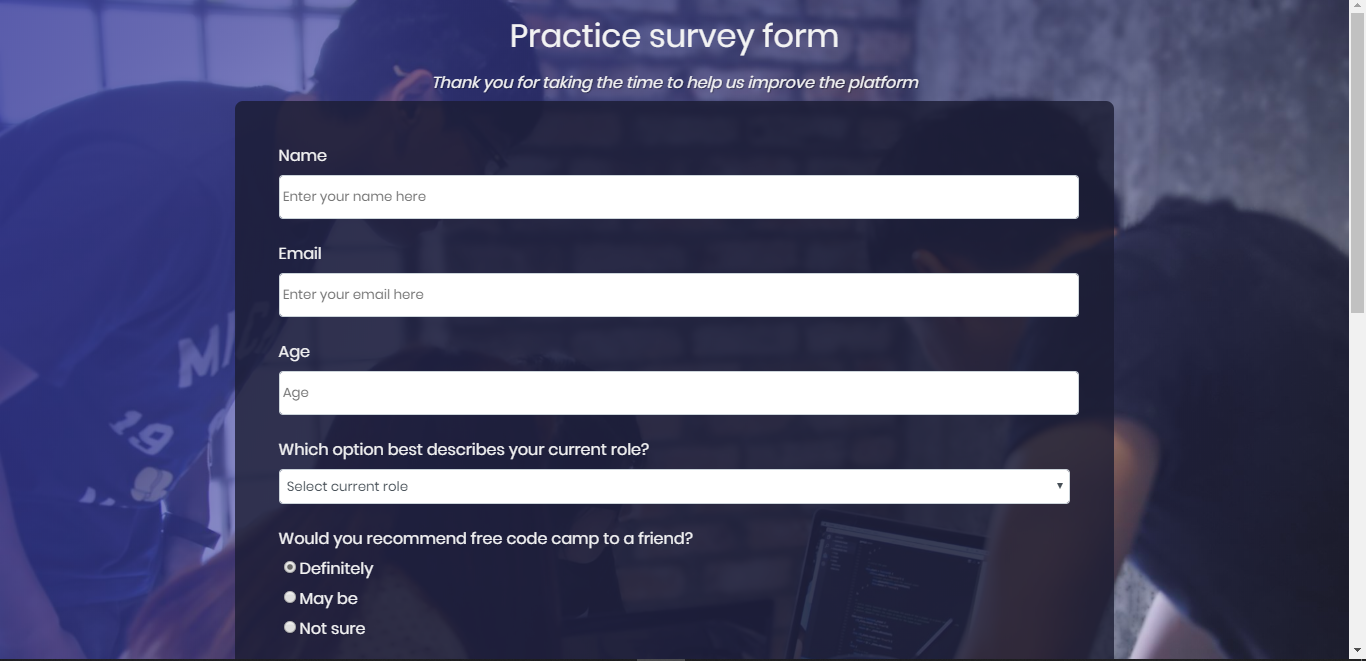 Practice survey form
Thank you for taking the time to help us improve the platform
Name
Enter your name here
Email
Enter your email here
Age
Age
Which option best describes your current role?
Select current role
Would you recommend free code camp to a friend?
Definitely
May be
Not sure
19